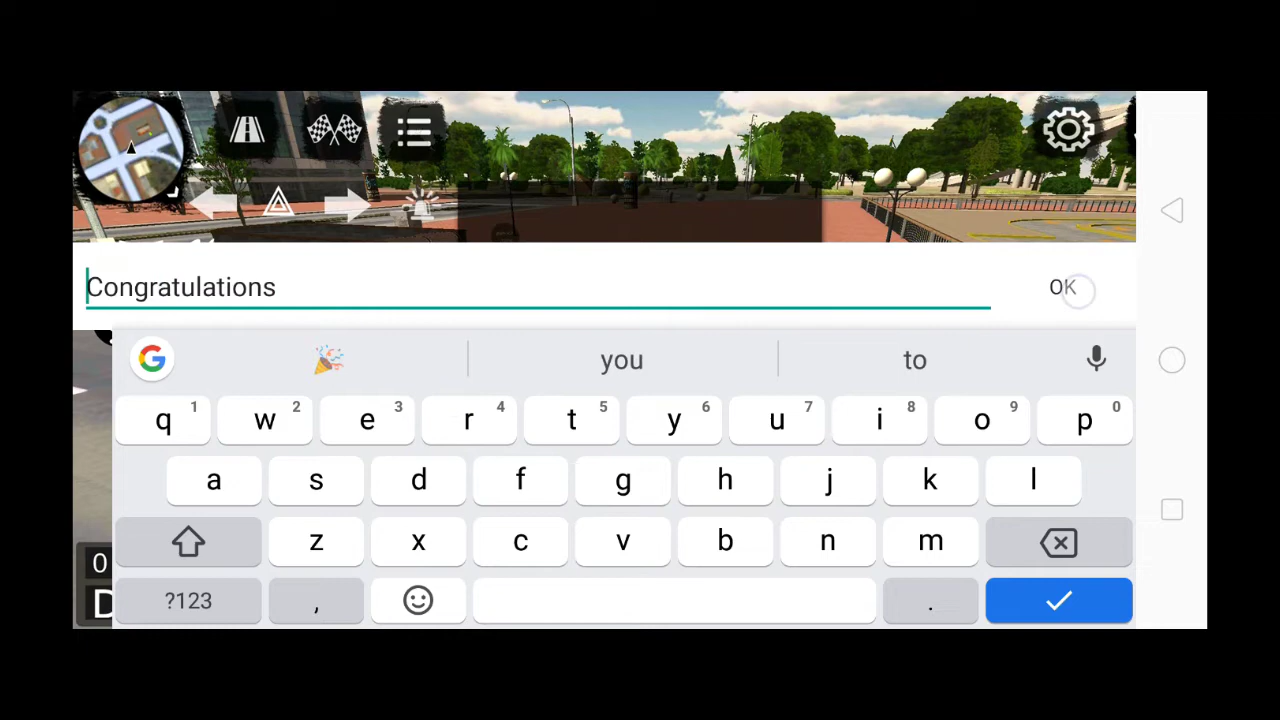 Congratulations
OK
G
you
to
q 1 w 2 e 3 r 4 t 5 y 6 u 7 i 8 o 9 p 0
a s d f g h j k l
z x c v b n m
0
D
?123 , .